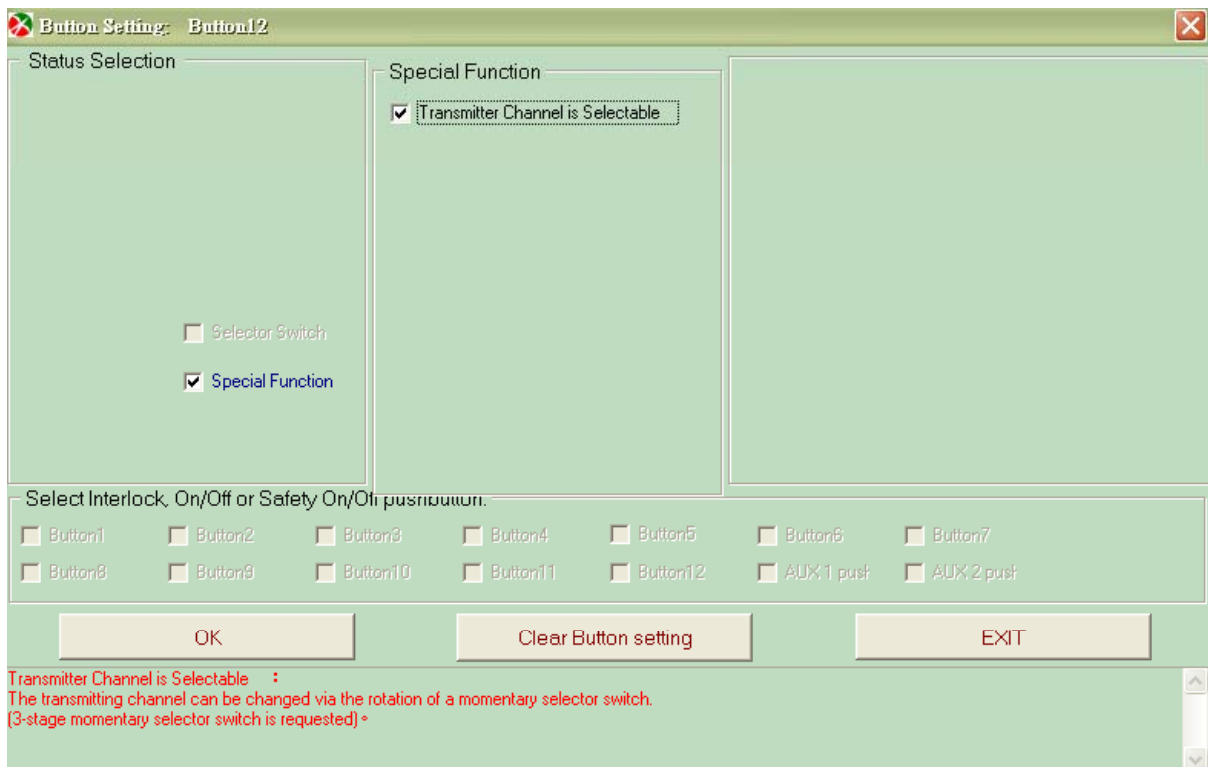 Button Setting:   Button12
Status Selection
Special Function
Transmitter Channel is Selectable
Selector Switch
Special Function
Select Interlock, On/Off or Safety On/Off pushbutton.
Button1 Button2 Button3 Button4 Button5 Button6 Button7
Button8 Button9 Button10 Button11 Button12 AUX 1 push AUX 2 push
OK Clear Button setting EXIT
Transmitter Channel is Selectable :
The transmitting channel can be changed via the rotation of a momentary selector switch.
(3-stage momentary selector switch is requested)。